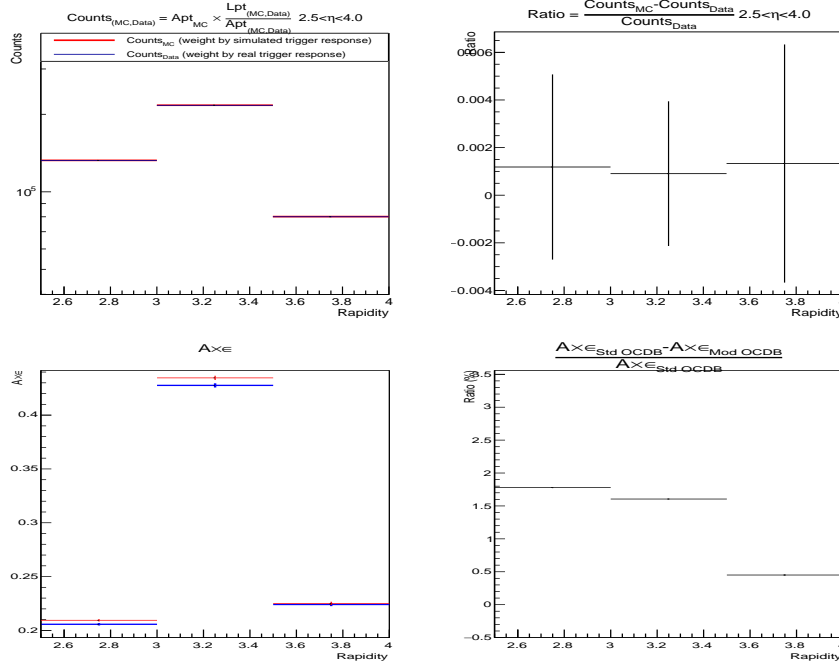 Counts(MC,Data) = Apt MC × Lpt(MC,Data) / Apt(MC,Data) 2.5<η<4.0
Counts
CountsMC (weight by simulated trigger response)
CountsData (weight by real trigger response)
10^5
2.6 2.8 3 3.2 3.4 3.6 3.8 4
Rapidity
Ratio = CountsMC-CountsData / CountsData 2.5<η<4.0
Ratio
0.006
0.004
0.002
0
−0.002
−0.004
2.6 2.8 3 3.2 3.4 3.6 3.8
Rapidity
A×∈
A×∈
0.4
0.35
0.3
0.25
0.2
2.6 2.8 3 3.2 3.4 3.6 3.8 4
Rapidity
A×∈Std OCDB-A×∈Mod OCDB
A×∈Std OCDB
Ratio (%)
3.5
3
2.5
2
1.5
1
0.5
0
−0.5
2.6 2.8 3 3.2 3.4 3.6 3.8
Rapidity